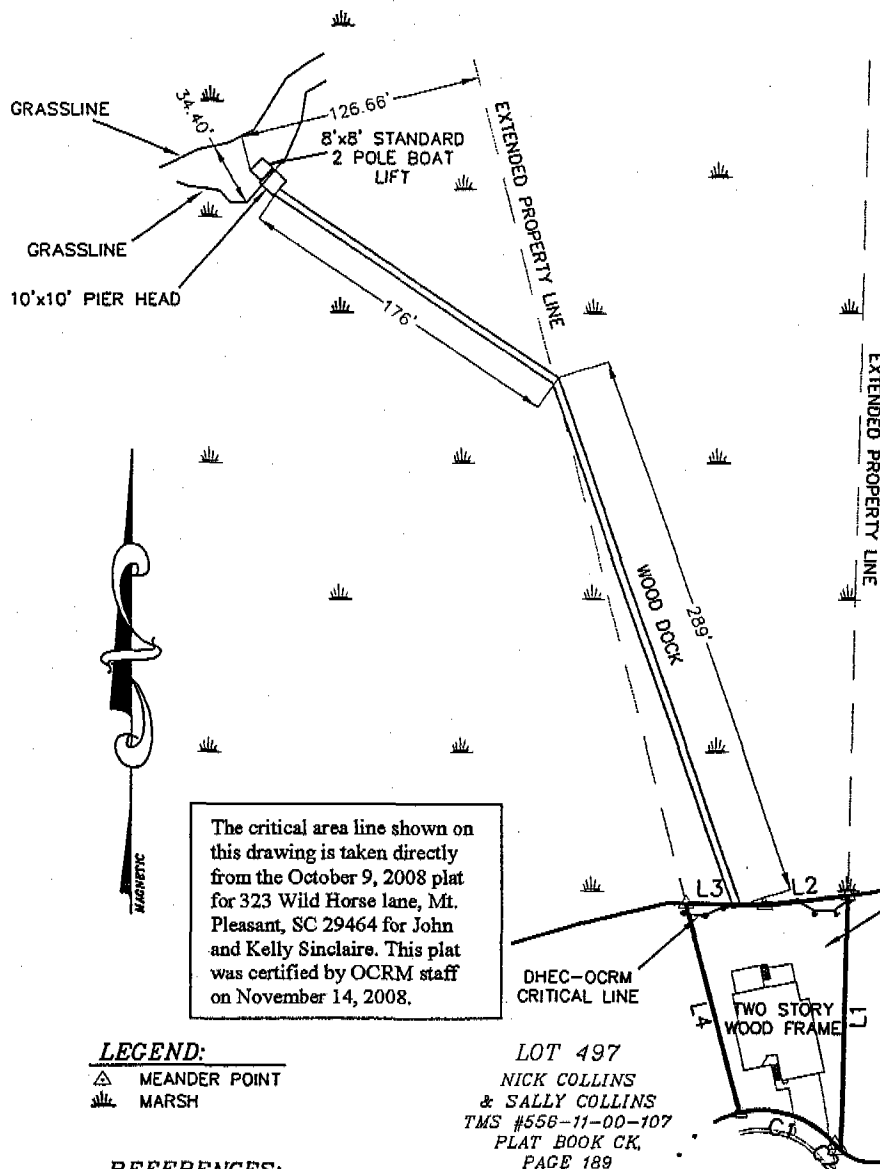 GRASSLINE
34.40'
126.66'
8'x8' STANDARD
2 POLE BOAT
LIFT
EXTENDED PROPERTY LINE
GRASSLINE
10'x10' PIER HEAD
176'
EXTENDED PROPERTY LINE
WOOD DOCK
289'
MAGNETIC
The critical area line shown on
this drawing is taken directly
from the October 9, 2008 plat
for 323 Wild Horse lane, Mt.
Pleasant, SC 29464 for John
and Kelly Sinclaire. This plat
was certified by OCRM staff
on November 14, 2008.
L3
L2
DHEC-OCRM
CRITICAL LINE
L4
TWO STORY
WOOD FRAME
L1
C1
LEGEND:
MEANDER POINT
MARSH
LOT 497
NICK COLLINS
& SALLY COLLINS
TMS #556-11-00-107
PLAT BOOK CK,
PAGE 189
REFERENCES: